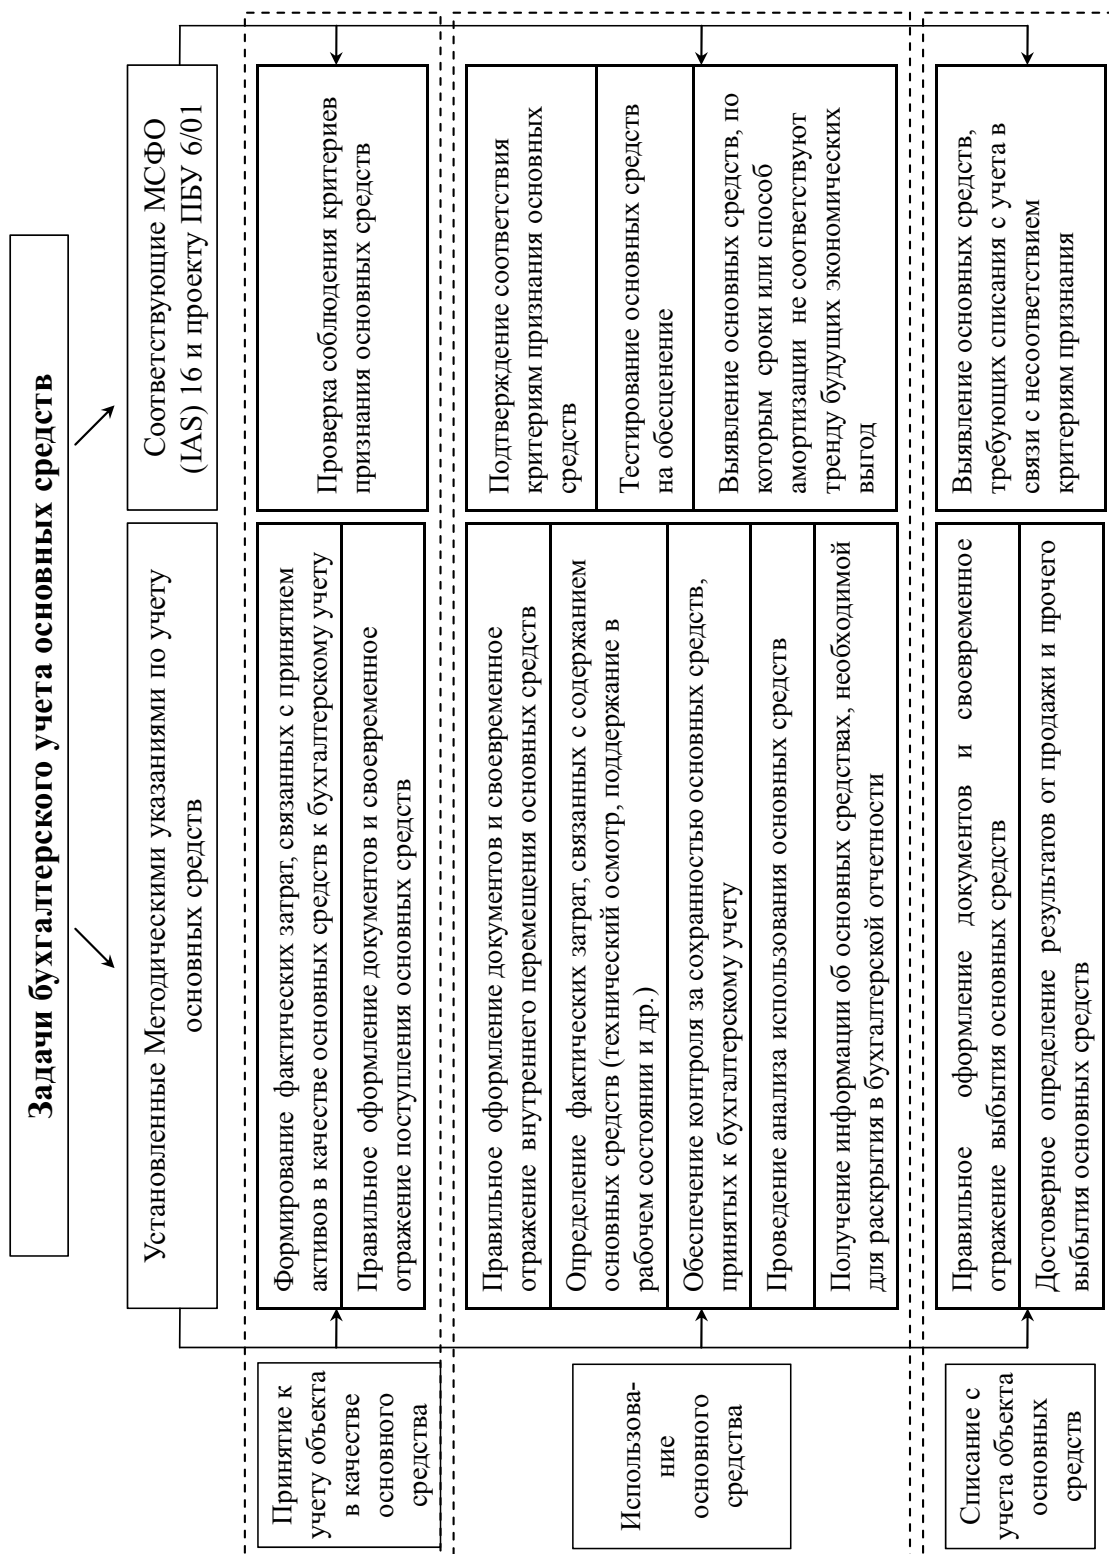 Задачи бухгалтерского учета основных средств
Установленные Методическими указаниями по учету
основных средств
Соответствующие МСФО
(IAS) 16 и проекту ПБУ 6/01
Принятие к
учету объекта
в качестве
основного
средства
Формирование фактических затрат, связанных с принятием
активов в качестве основных средств к бухгалтерскому учету
Правильное оформление документов и своевременное
отражение поступления основных средств
Проверка соблюдения критериев
признания основных средств
Использова-
ние
основного
средства
Правильное оформление документов и своевременное
отражение внутреннего перемещения основных средств
Определение фактических затрат, связанных с содержанием
основных средств (технический осмотр, поддержание в
рабочем состоянии и др.)
Обеспечение контроля за сохранностью основных средств,
принятых к бухгалтерскому учету
Проведение анализа использования основных средств
Получение информации об основных средствах, необходимой
для раскрытия в бухгалтерской отчетности
Подтверждение соответствия
критериям признания основных
средств
Тестирование основных средств
на обесценение
Выявление основных средств, по
которым сроки или способ
амортизации не соответствуют
тренду будущих экономических
выгод
Списание с
учета объекта
основных
средств
Правильное оформление документов и своевременное
отражение выбытия основных средств
Достоверное определение результатов от продажи и прочего
выбытия основных средств
Выявление основных средств,
требующих списания с учета в
связи с несоответствием
критериям признания